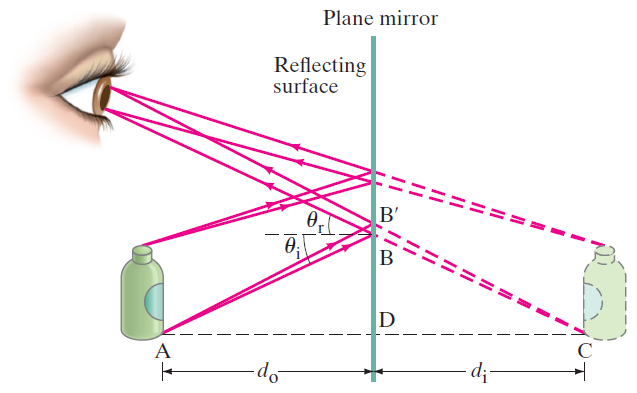 Plane mirror
Reflecting
surface
θr
B′
θi
B
D
A
C
do
di